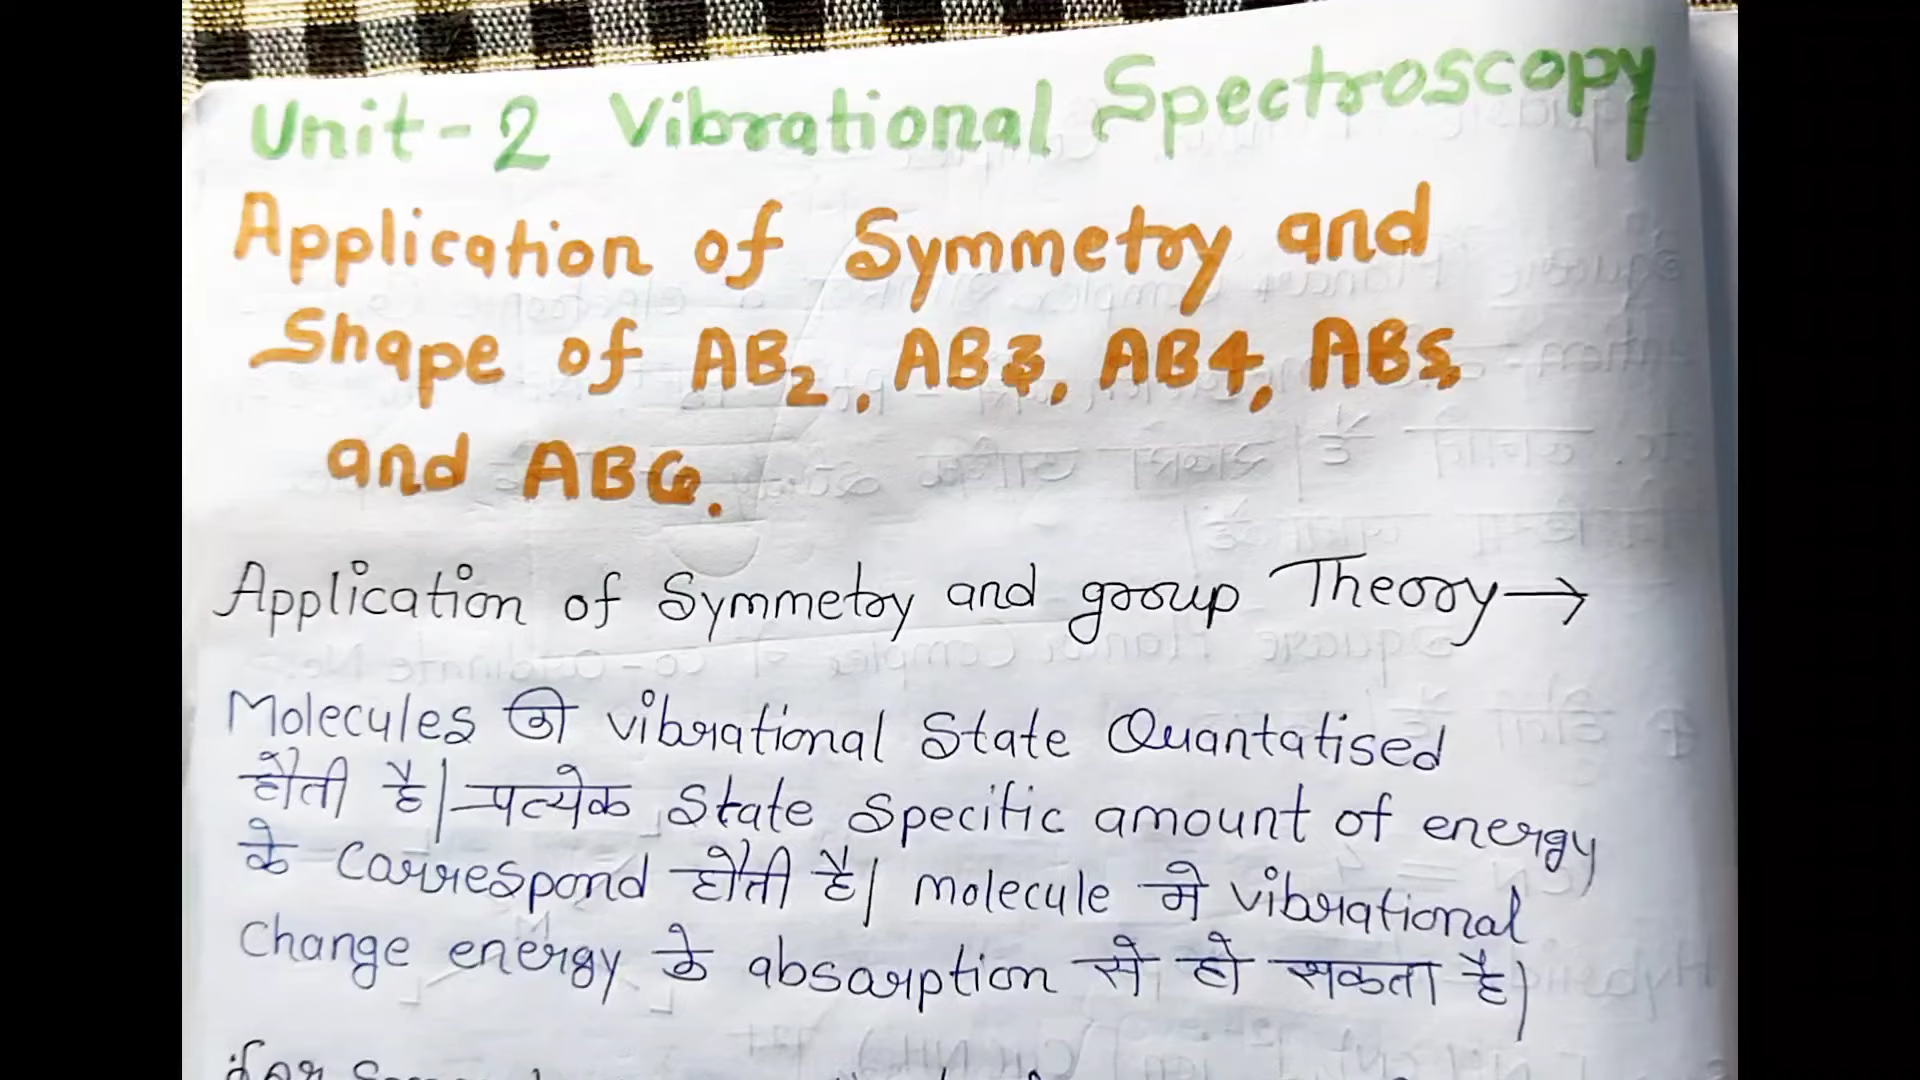 Unit-2 Vibrational Spectroscopy
Application of Symmetry and
Shape of AB2, AB3, AB4, AB5
and AB6.
Application of Symmetry and group Theory→
Molecules की vibrational State Quantatised
होती है| प्रत्येक State Specific amount of energy
के Correspond होती है| molecule मे vibrational
Change energy के absorption से हो सकता है|
for